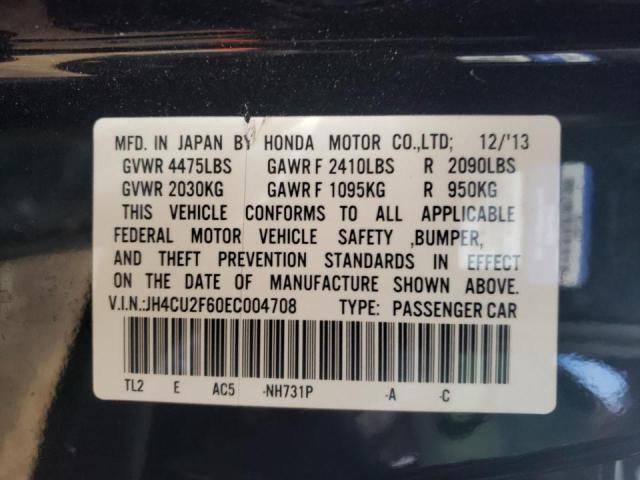 MFD. IN JAPAN BY HONDA MOTOR CO.,LTD; 12/'13
GVWR 4475LBS GAWR F 2410LBS R 2090LBS
GVWR 2030KG GAWR F 1095KG R 950KG
THIS VEHICLE CONFORMS TO ALL APPLICABLE
FEDERAL MOTOR VEHICLE SAFETY ,BUMPER,
AND THEFT PREVENTION STANDARDS IN EFFECT
ON THE DATE OF MANUFACTURE SHOWN ABOVE.
V.I.N.:JH4CU2F60EC004708 TYPE: PASSENGER CAR
TL2 E AC5 -NH731P -A -C